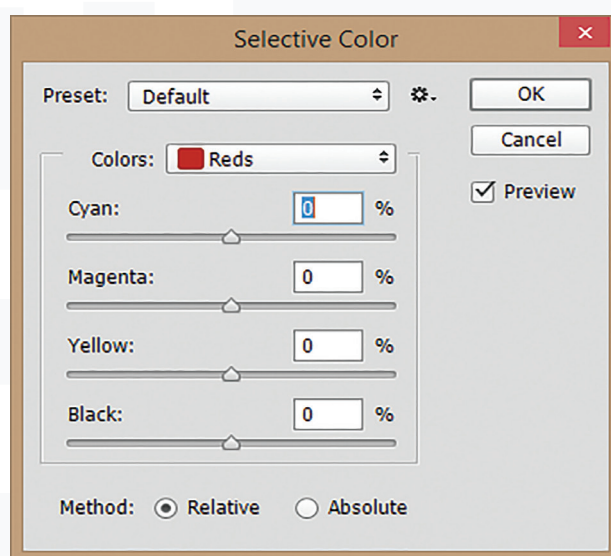 Selective Color
Preset: Default OK
Cancel
Colors: Reds
Preview
Cyan: 0 %
Magenta: 0 %
Yellow: 0 %
Black: 0 %
Method: Relative Absolute